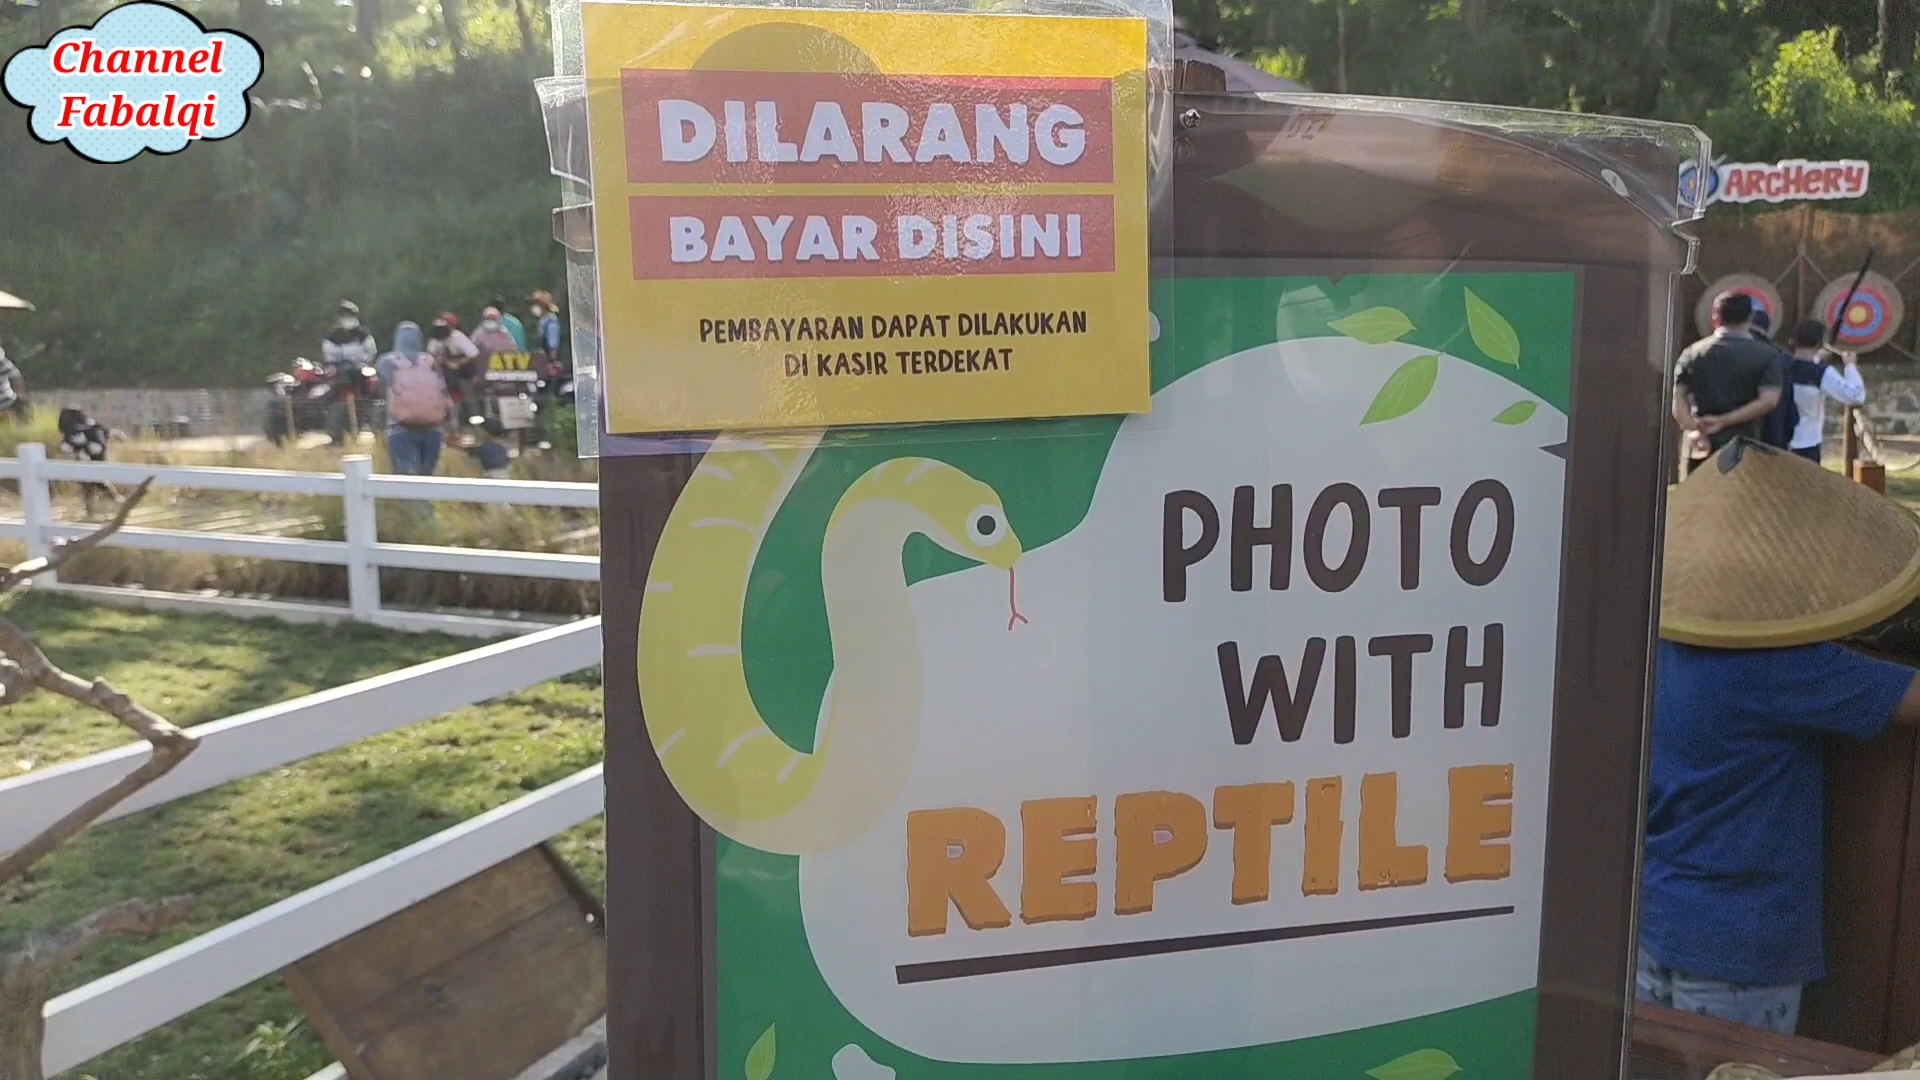 Channel
Fabalqi
DILARANG
BAYAR DISINI
PEMBAYARAN DAPAT DILAKUKAN
DI KASIR TERDEKAT
ARCHERY
ATV
PHOTO
WITH
REPTILE